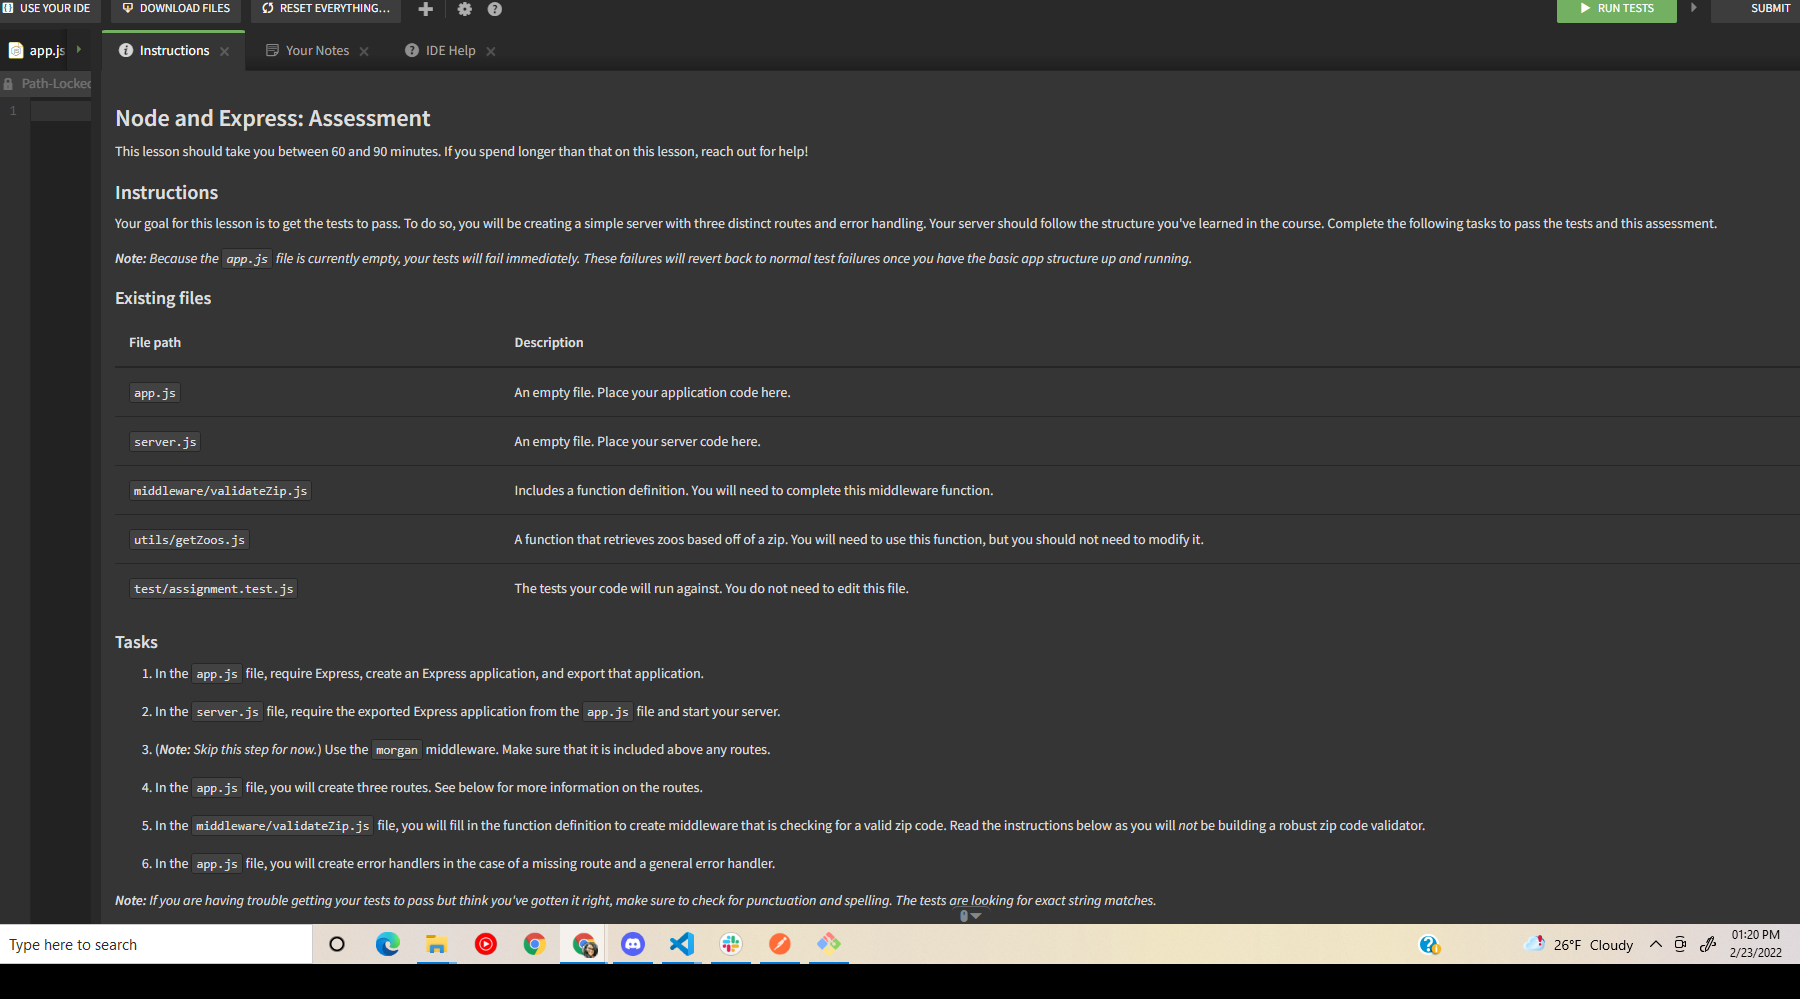 USE YOUR IDE DOWNLOAD FILES RESET EVERYTHING... RUN TESTS SUBMIT
app.js Instructions Your Notes IDE Help
Path-Locked
1
Node and Express: Assessment
This lesson should take you between 60 and 90 minutes. If you spend longer than that on this lesson, reach out for help!
Instructions
Your goal for this lesson is to get the tests to pass. To do so, you will be creating a simple server with three distinct routes and error handling. Your server should follow the structure you've learned in the course. Complete the following tasks to pass the tests and this assessment.
Note: Because the app.js file is currently empty, your tests will fail immediately. These failures will revert back to normal test failures once you have the basic app structure up and running.
Existing files
File path Description
app.js An empty file. Place your application code here.
server.js An empty file. Place your server code here.
middleware/validateZip.js Includes a function definition. You will need to complete this middleware function.
utils/getZoos.js A function that retrieves zoos based off of a zip. You will need to use this function, but you should not need to modify it.
test/assignment.test.js The tests your code will run against. You do not need to edit this file.
Tasks
1. In the app.js file, require Express, create an Express application, and export that application.
2. In the server.js file, require the exported Express application from the app.js file and start your server.
3. (Note: Skip this step for now.) Use the morgan middleware. Make sure that it is included above any routes.
4. In the app.js file, you will create three routes. See below for more information on the routes.
5. In the middleware/validateZip.js file, you will fill in the function definition to create middleware that is checking for a valid zip code. Read the instructions below as you will not be building a robust zip code validator.
6. In the app.js file, you will create error handlers in the case of a missing route and a general error handler.
Note: If you are having trouble getting your tests to pass but think you've gotten it right, make sure to check for punctuation and spelling. The tests are looking for exact string matches.
Type here to search 26°F Cloudy 01:20 PM
2/23/2022